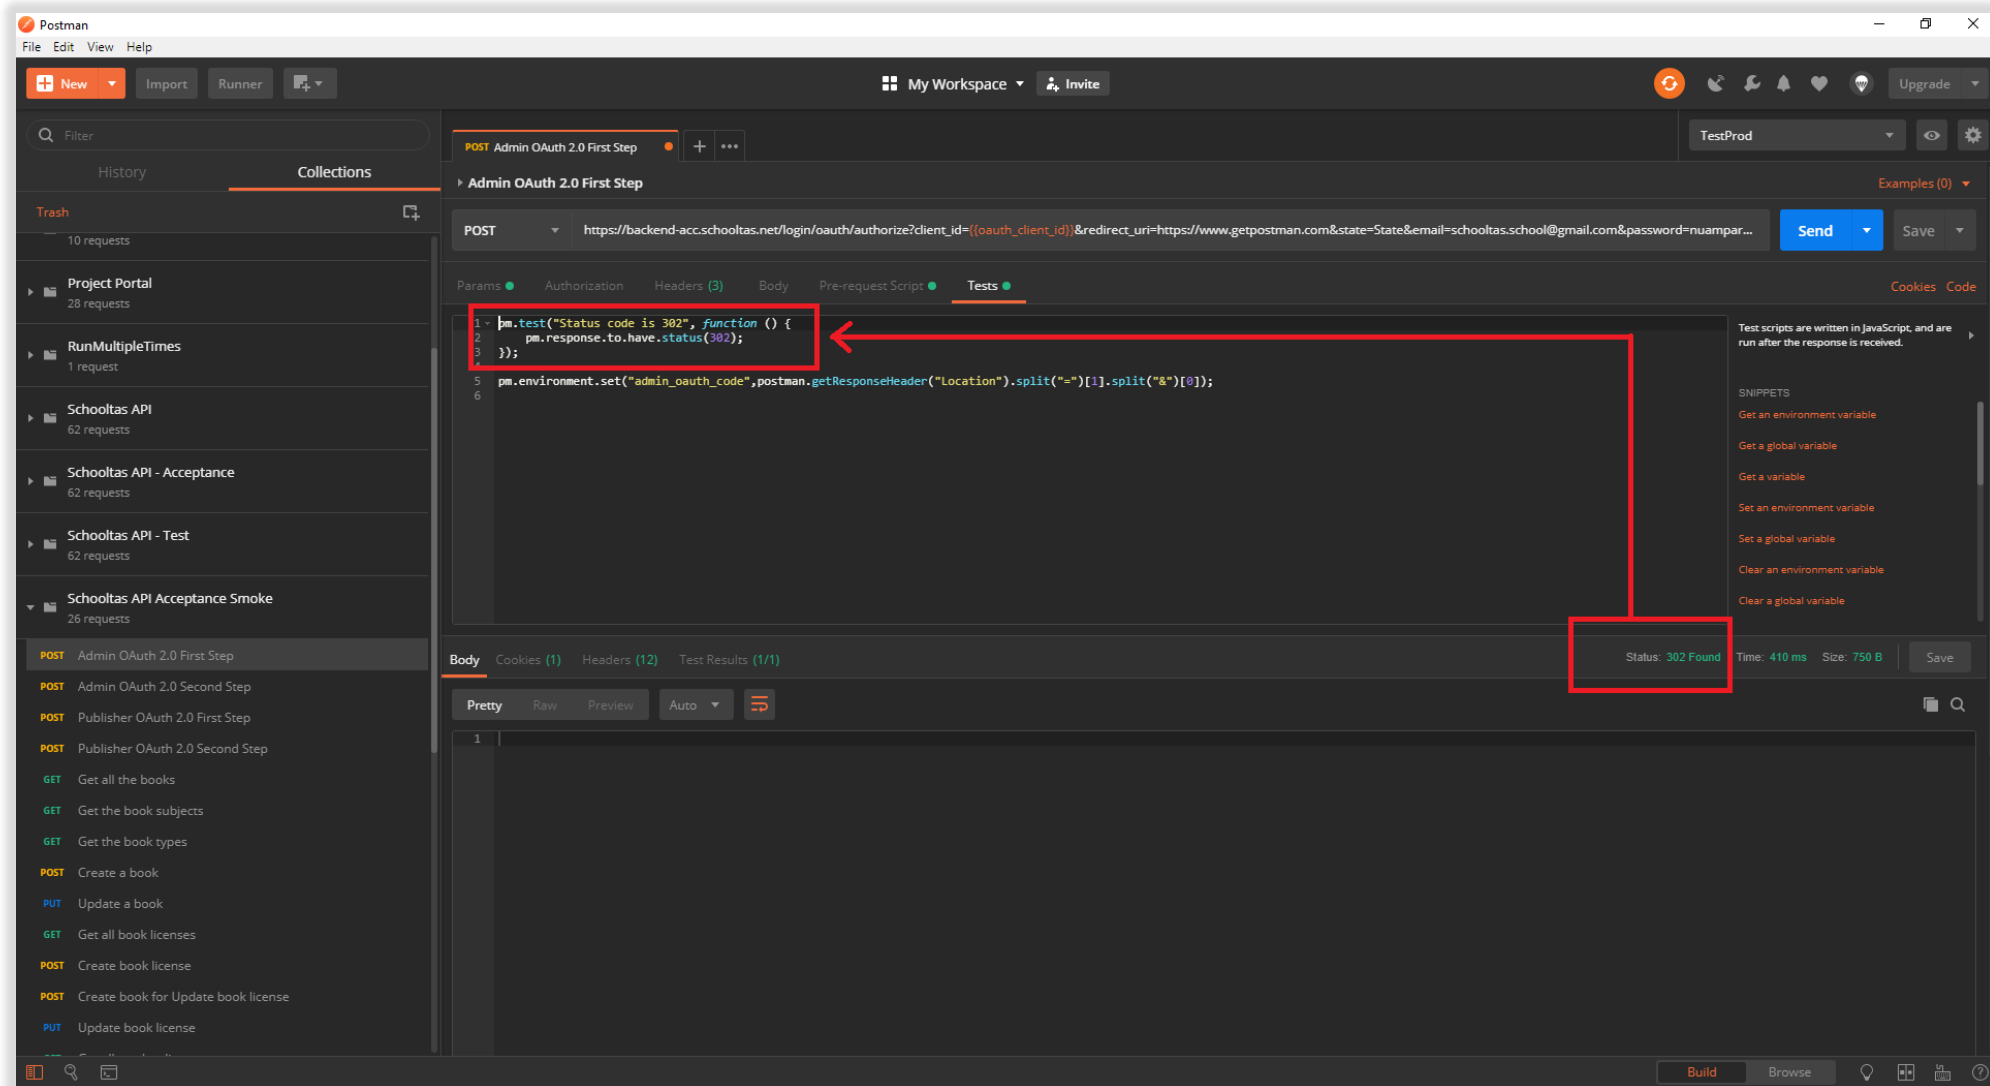 Postman
File Edit View Help
New Import Runner My Workspace Invite Upgrade
Filter
History Collections
Trash
10 requests
Project Portal
28 requests
RunMultipleTimes
1 request
Schooltas API
62 requests
Schooltas API - Acceptance
62 requests
Schooltas API - Test
62 requests
Schooltas API Acceptance Smoke
26 requests
POST Admin OAuth 2.0 First Step
POST Admin OAuth 2.0 Second Step
POST Publisher OAuth 2.0 First Step
POST Publisher OAuth 2.0 Second Step
GET Get all the books
GET Get the book subjects
GET Get the book types
POST Create a book
PUT Update a book
GET Get all book licenses
POST Create book license
POST Create book for Update book license
PUT Update book license
POST Admin OAuth 2.0 First Step
TestProd
Admin OAuth 2.0 First Step
Examples (0)
POST https://backend-acc.schooltas.net/login/oauth/authorize?client_id={{oauth_client_id}}&redirect_uri=https://www.getpostman.com&state=State&email=schooltas.school@gmail.com&password=nuampar... Send Save
Params Authorization Headers (3) Body Pre-request Script Tests Cookies Code
1 pm.test("Status code is 302", function () {
2 pm.response.to.have.status(302);
3 });
4
5 pm.environment.set("admin_oauth_code",postman.getResponseHeader("Location").split("=")[1].split("&")[0]);
6
Test scripts are written in JavaScript, and are
run after the response is received.
SNIPPETS
Get an environment variable
Get a global variable
Get a variable
Set an environment variable
Set a global variable
Clear an environment variable
Clear a global variable
Body Cookies (1) Headers (12) Test Results (1/1) Status: 302 Found Time: 410 ms Size: 750 B Save
Pretty Raw Preview Auto
1
Build Browse